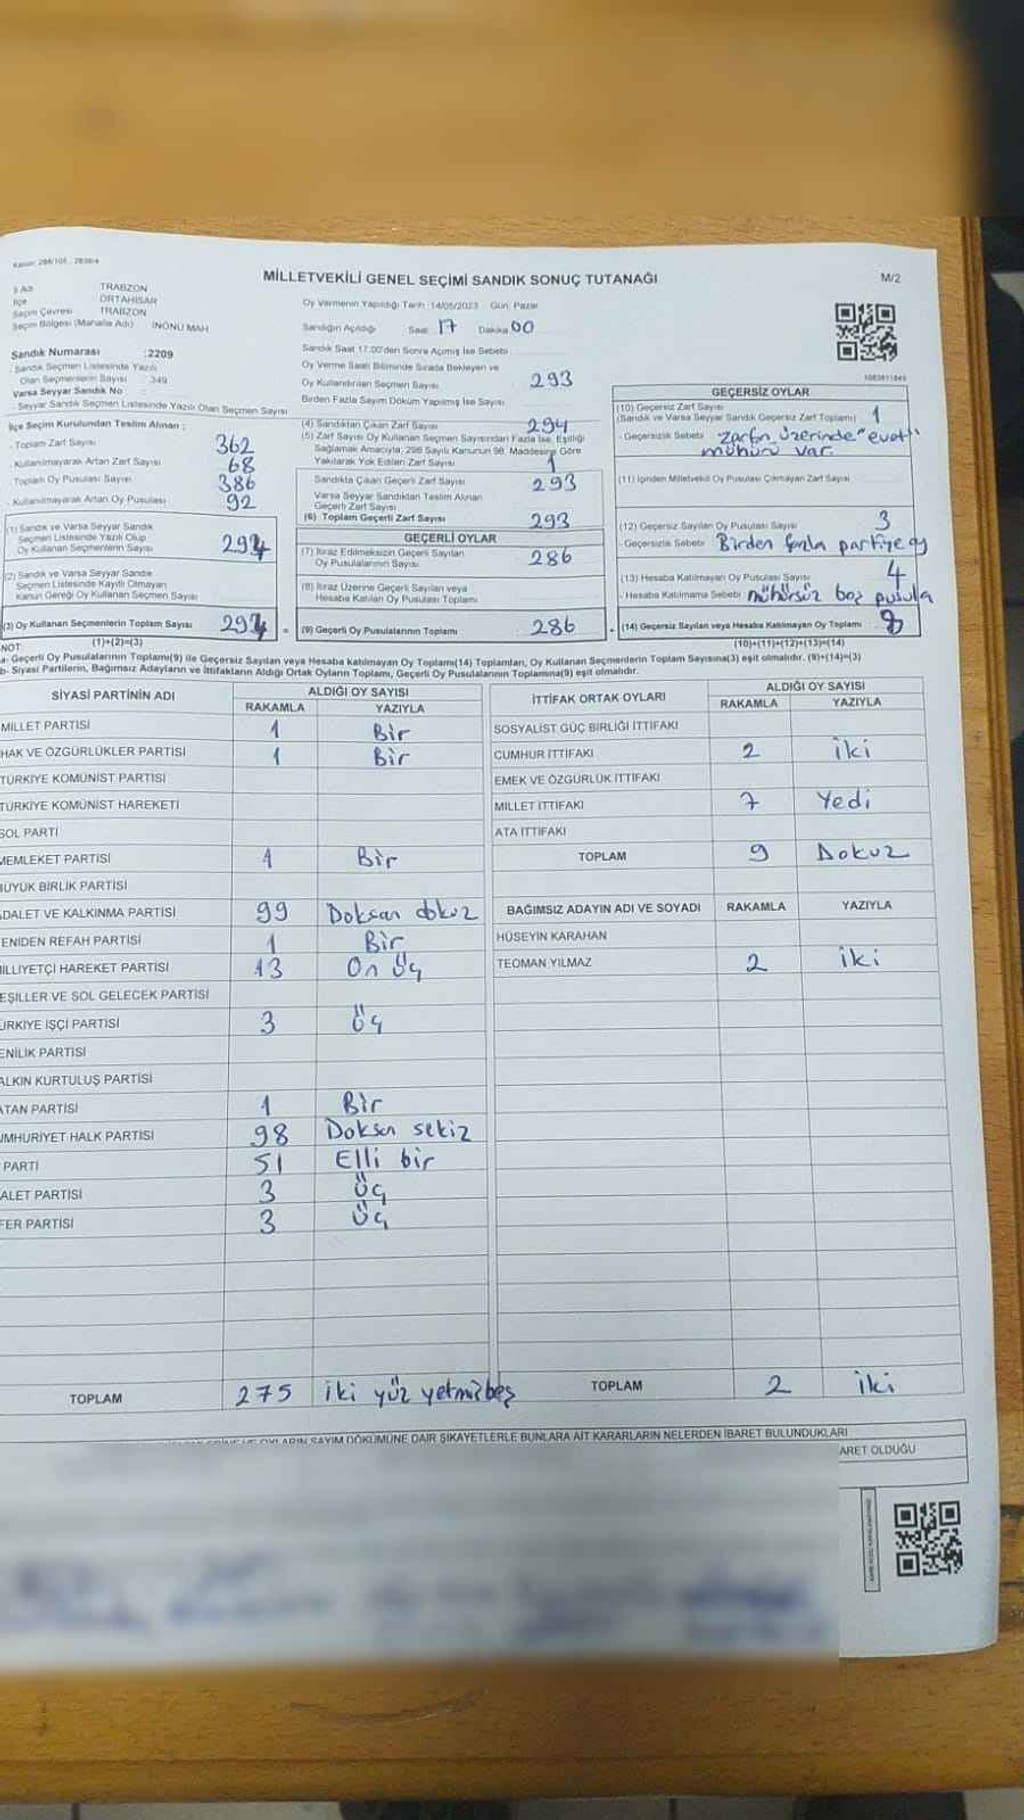 MİLLETVEKİLİ GENEL SEÇİMİ SANDIK SONUÇ TUTANAĞI
M/2
İl Adı TRABZON
İlçe ORTAHİSAR
Seçim Çevresi TRABZON
Seçim Bölgesi (Mahalle Adı) İNÖNÜ MAH
Sandık Numarası :2209
Sandık Seçmen Listesinde Yazılı
Olan Seçmenlerin Sayısı 349
Varsa Seyyar Sandık No :
Seyyar Sandık Seçmen Listesinde Yazılı Olan Seçmen Sayısı
Oy Vermenin Yapıldığı Tarih :14/05/2023 Gün: Pazar
Sandığın Açıldığı Saat 17 Dakika 00
Sandık Saat 17:00'den Sonra Açılmış İse Sebebi
Oy Verme Saati Bitiminde Sırada Bekleyen ve
Oy Kullandırılan Seçmen Sayısı 293
Birden Fazla Sayım Döküm Yapılmış İse Sayısı
İlçe Seçim Kurulundan Teslim Alınan ;
- Toplam Zarf Sayısı 362
- Kullanılmayarak Artan Zarf Sayısı 68
- Toplam Oy Pusulası Sayısı 386
- Kullanılmayarak Artan Oy Pusulası 92
(1) Sandık ve Varsa Seyyar Sandık
Seçmen Listesinde Yazılı Olup
Oy Kullanan Seçmenlerin Sayısı 294
(2) Sandık ve Varsa Seyyar Sandık
Seçmen Listesinde Kayıtlı Olmayan
Kanun Gereği Oy Kullanan Seçmen Sayısı
(3) Oy Kullanan Seçmenlerin Toplam Sayısı 294
(1)+(2)=(3)
(4) Sandıktan Çıkan Zarf Sayısı 294
(5) Zarf Sayısı Oy Kullanan Seçmen Sayısından Fazla İse, Eşitliği
Sağlamak Amacıyla; 298 Sayılı Kanunun 98. Maddesine Göre
Yakılarak Yok Edilen Zarf Sayısı 1
Sandıkta Çıkan Geçerli Zarf Sayısı 293
Varsa Seyyar Sandıktan Teslim Alınan
Geçerli Zarf Sayısı
(6) Toplam Geçerli Zarf Sayısı 293
GEÇERLİ OYLAR
(7) İtiraz Edilmeksizin Geçerli Sayılan
Oy Pusulalarının Sayısı 286
(8) İtiraz Üzerine Geçerli Sayılan veya
Hesaba Katılan Oy Pusulası Toplamı
= (9) Geçerli Oy Pusulalarının Toplamı 286
GEÇERSİZ OYLAR
(10) Geçersiz Zarf Sayısı
(Sandık ve Varsa Seyyar Sandık Geçersiz Zarf Toplamı) 1
- Geçersizlik Sebebi zarfın üzerinde "evet"
mührü var
(11) İçinden Milletvekili Oy Pusulası Çıkmayan Zarf Sayısı
(12) Geçersiz Sayılan Oy Pusulası Sayısı 3
- Geçersizlik Sebebi Birden fazla partiye oy
(13) Hesaba Katılmayan Oy Pusulası Sayısı 4
- Hesaba Katılmama Sebebi mühürsüz boş pusula
+ (14) Geçersiz Sayılan veya Hesaba Katılmayan Oy Toplamı 8
(10)+(11)+(12)+(13)=(14)
NOT:
a- Geçerli Oy Pusulalarının Toplamı(9) ile Geçersiz Sayılan veya Hesaba katılmayan Oy Toplamı(14) Toplamları, Oy Kullanan Seçmenlerin Toplam Sayısına(3) eşit olmalıdır. (9)+(14)=(3)
b- Siyasi Partilerin, Bağımsız Adayların ve İttifakların Aldığı Ortak Oyların Toplamı, Geçerli Oy Pusulalarının Toplamına(9) eşit olmalıdır.
SİYASİ PARTİNİN ADI ALDIĞI OY SAYISI
RAKAMLA YAZIYLA
MİLLET PARTİSİ 1 Bir
HAK VE ÖZGÜRLÜKLER PARTİSİ 1 Bir
TÜRKİYE KOMÜNİST PARTİSİ
TÜRKİYE KOMÜNİST HAREKETİ
SOL PARTİ
MEMLEKET PARTİSİ 1 Bir
BÜYÜK BİRLİK PARTİSİ
ADALET VE KALKINMA PARTİSİ 99 Doksan dokuz
ENİDEN REFAH PARTİSİ 1 Bir
İLLİYETÇİ HAREKET PARTİSİ 13 On üç
EŞİLLER VE SOL GELECEK PARTİSİ
ÜRKİYE İŞÇİ PARTİSİ 3 üç
ENİLİK PARTİSİ
ALKIN KURTULUŞ PARTİSİ
ATAN PARTİSİ 1 Bir
UMHURİYET HALK PARTİSİ 98 Doksan sekiz
PARTİ 51 Elli bir
ALET PARTİSİ 3 üç
FER PARTİSİ 3 üç
TOPLAM 275 iki yüz yetmişbeş
İTTİFAK ORTAK OYLARI ALDIĞI OY SAYISI
RAKAMLA YAZIYLA
SOSYALİST GÜÇ BİRLİĞİ İTTİFAKI
CUMHUR İTTİFAKI 2 iki
EMEK VE ÖZGÜRLÜK İTTİFAKI
MİLLET İTTİFAKI 7 Yedi
ATA İTTİFAKI
TOPLAM 9 Dokuz
BAĞIMSIZ ADAYIN ADI VE SOYADI RAKAMLA YAZIYLA
HÜSEYİN KARAHAN
TEOMAN YILMAZ 2 iki
TOPLAM 2 iki
OYLARIN SAYIM DÖKÜMÜNE DAİR ŞİKAYETLERLE BUNLARA AİT KARARLARIN NELERDEN İBARET BULUNDUKLARI
ARET OLDUĞU